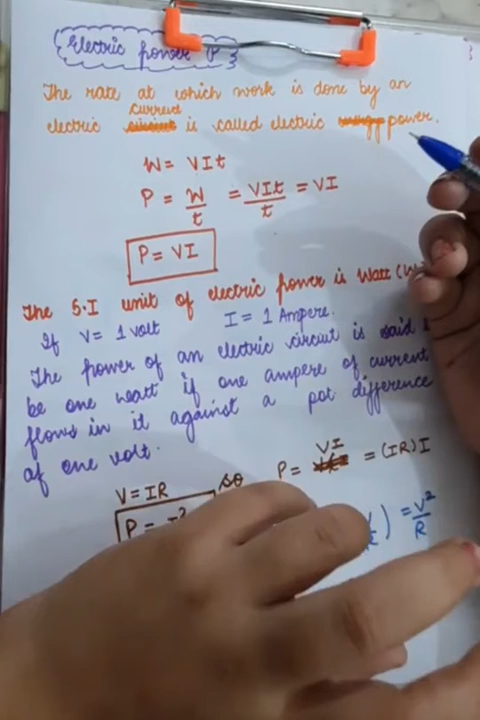 Electric power P
The rate at which work is done by an
current
electric is called electric power.
W = VIt
P = W/t = VIt/t = VI
P = VI
The S.I unit of electric power is Watt (W)
If V = 1 volt I = 1 Ampere.
The power of an electric circuit is said
be one watt if one ampere of current
flows in it against a pot difference
of one volt.
V = IR so P = VI = (IR)I
P = I²
) = V²/R